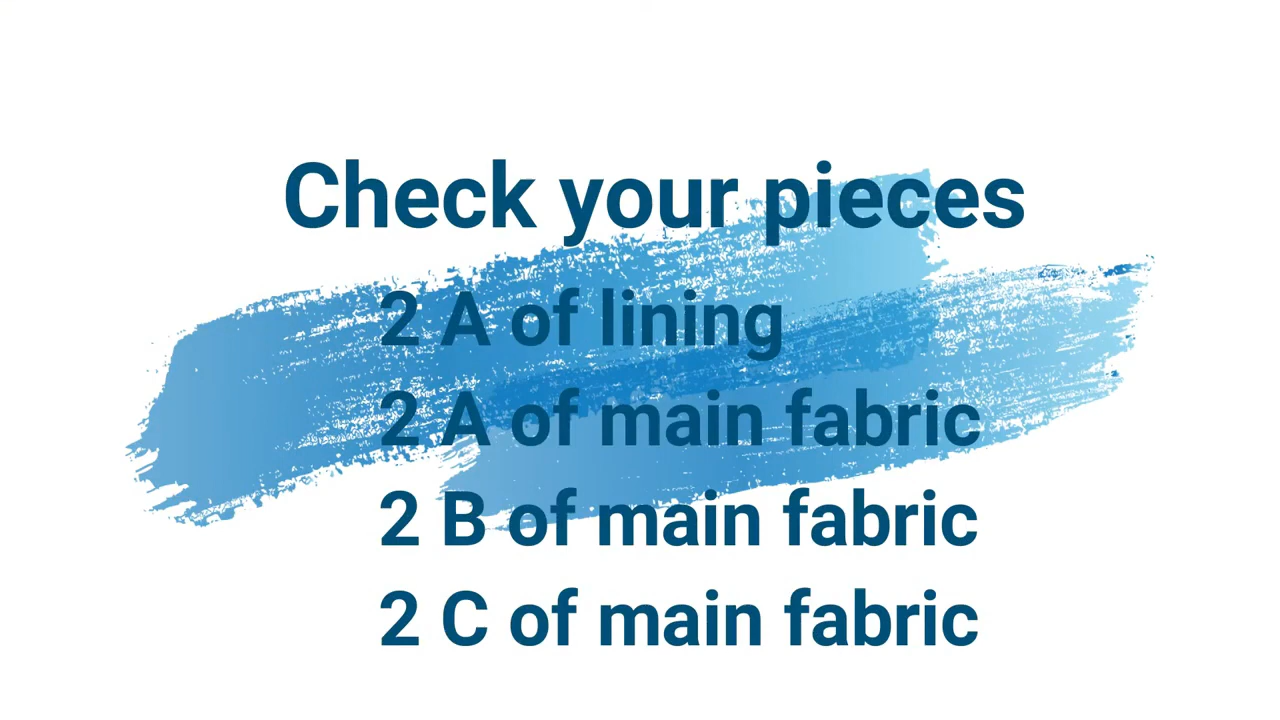 Check your pieces
2 A of lining
2 A of main fabric
2 B of main fabric
2 C of main fabric